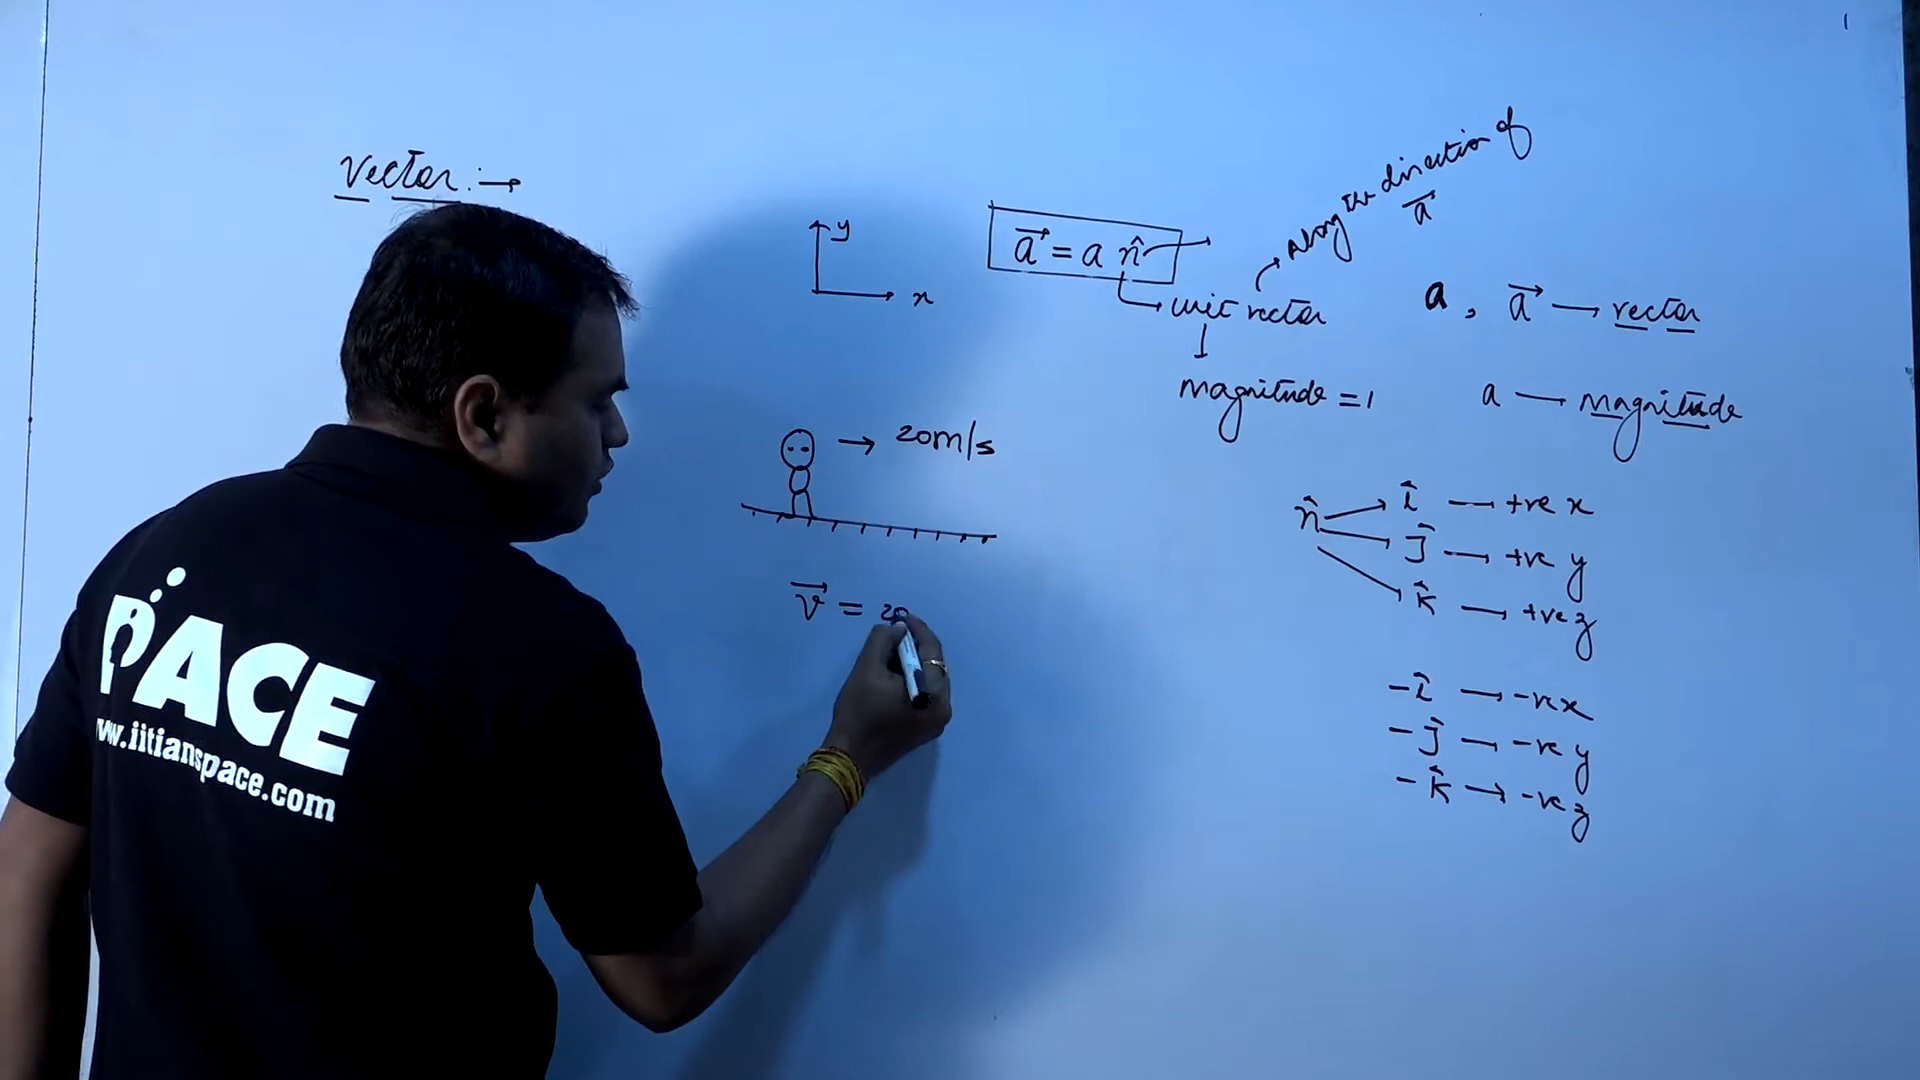 Vector :→
y
x
a⃗ = a n̂
unit vector
Along the direction of
a⃗
magnitude = 1
a , a⃗ → vector
a → magnitude
→ 20m/s
v⃗ = 20
n̂
î → +ve x
ĵ → +ve y
k̂ → +ve z
-î → -ve x
-ĵ → -ve y
-k̂ → -ve z
PACE
www.iitianspace.com